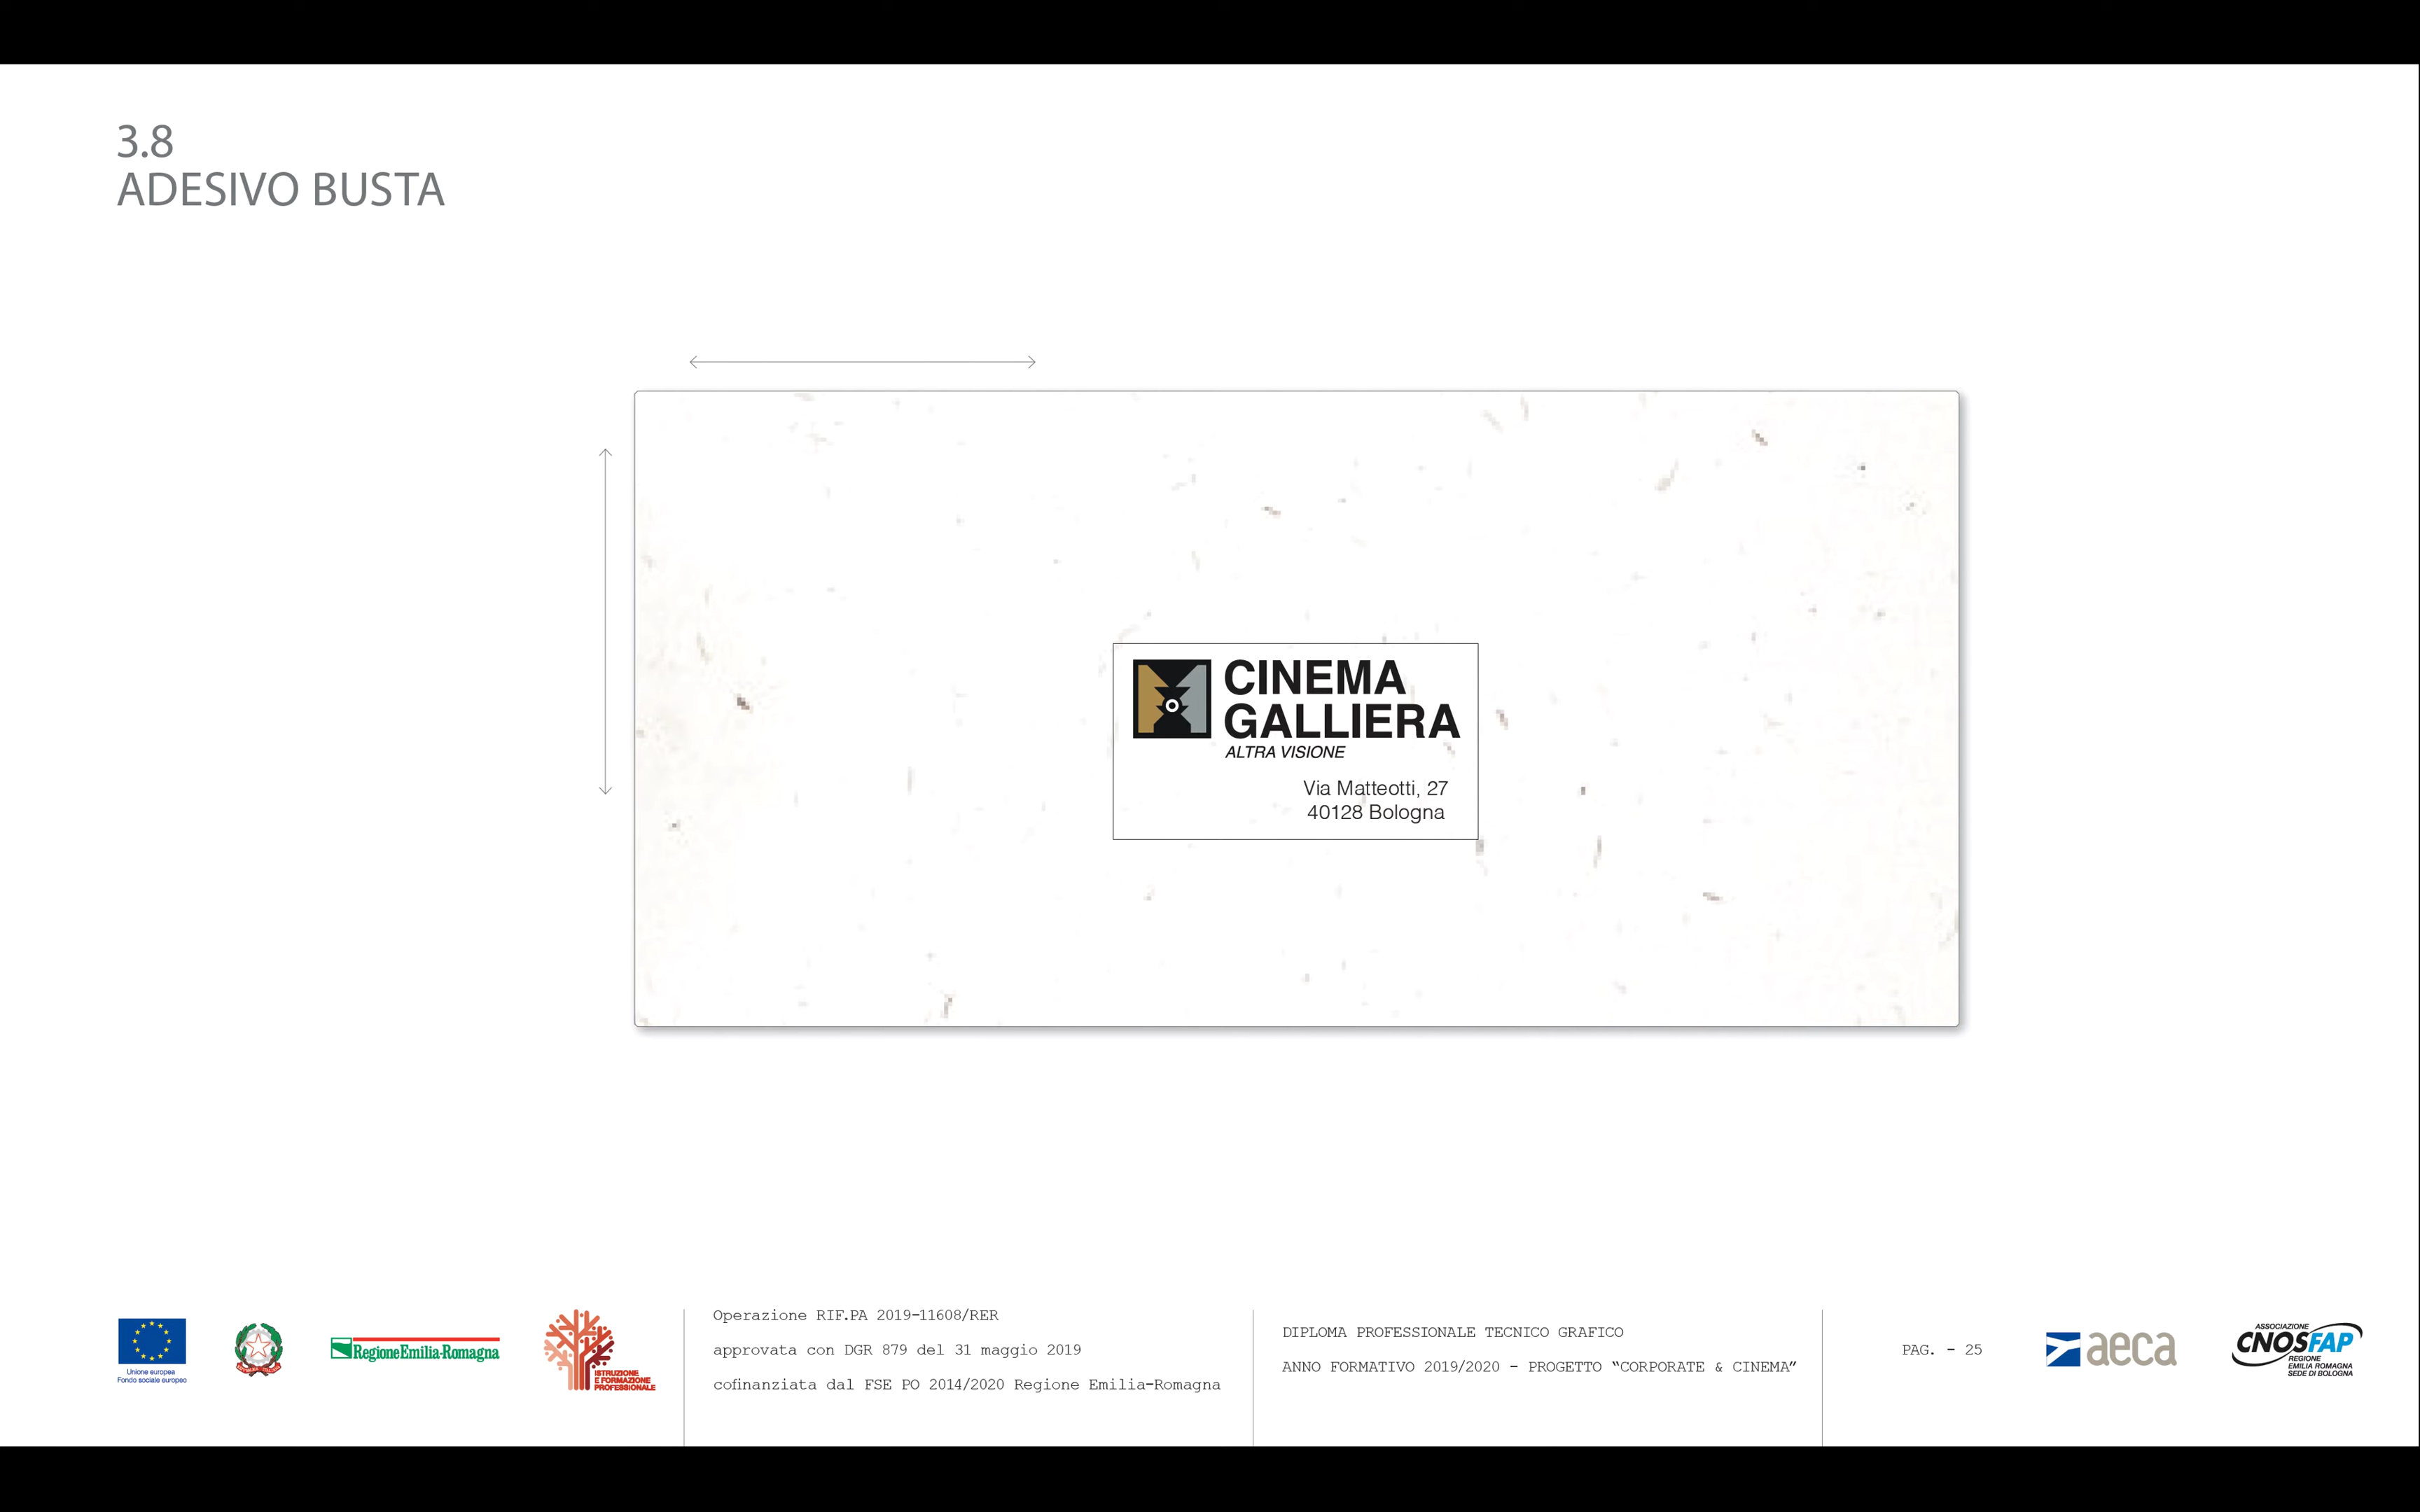 3.8
ADESIVO BUSTA
CINEMA
GALLIERA
ALTRA VISIONE
Via Matteotti, 27
40128 Bologna
Unione europea
Fondo sociale europeo
RegioneEmilia-Romagna
ISTRUZIONE
E FORMAZIONE
PROFESSIONALE
Operazione RIF.PA 2019-11608/RER
approvata con DGR 879 del 31 maggio 2019
cofinanziata dal FSE PO 2014/2020 Regione Emilia-Romagna
DIPLOMA PROFESSIONALE TECNICO GRAFICO
ANNO FORMATIVO 2019/2020 - PROGETTO “CORPORATE & CINEMA”
PAG. - 25
aeca
ASSOCIAZIONE
CNOSFAP
REGIONE
EMILIA ROMAGNA
SEDE DI BOLOGNA